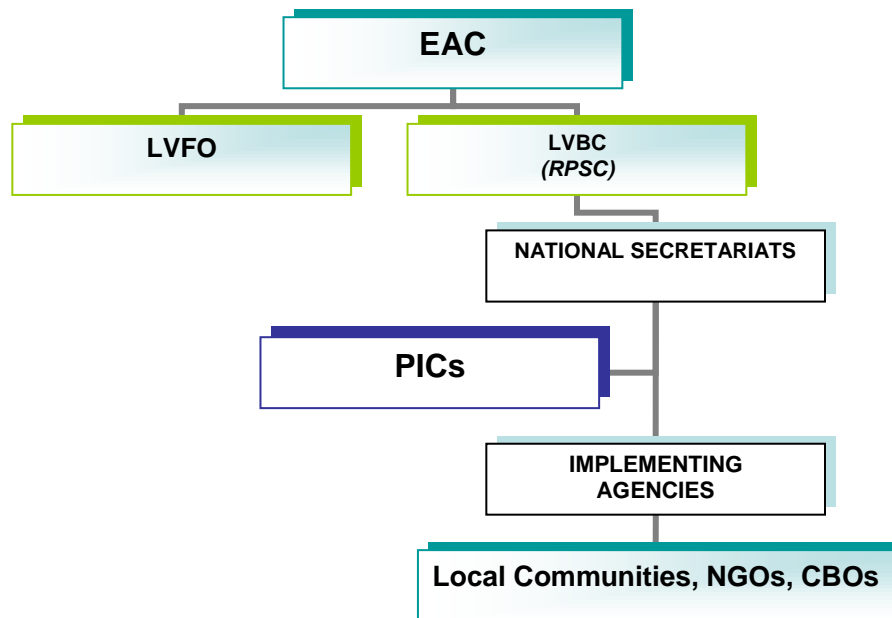 EAC
LVFO
LVBC
(RPSC)
NATIONAL SECRETARIATS
PICs
IMPLEMENTING
AGENCIES
Local Communities, NGOs, CBOs